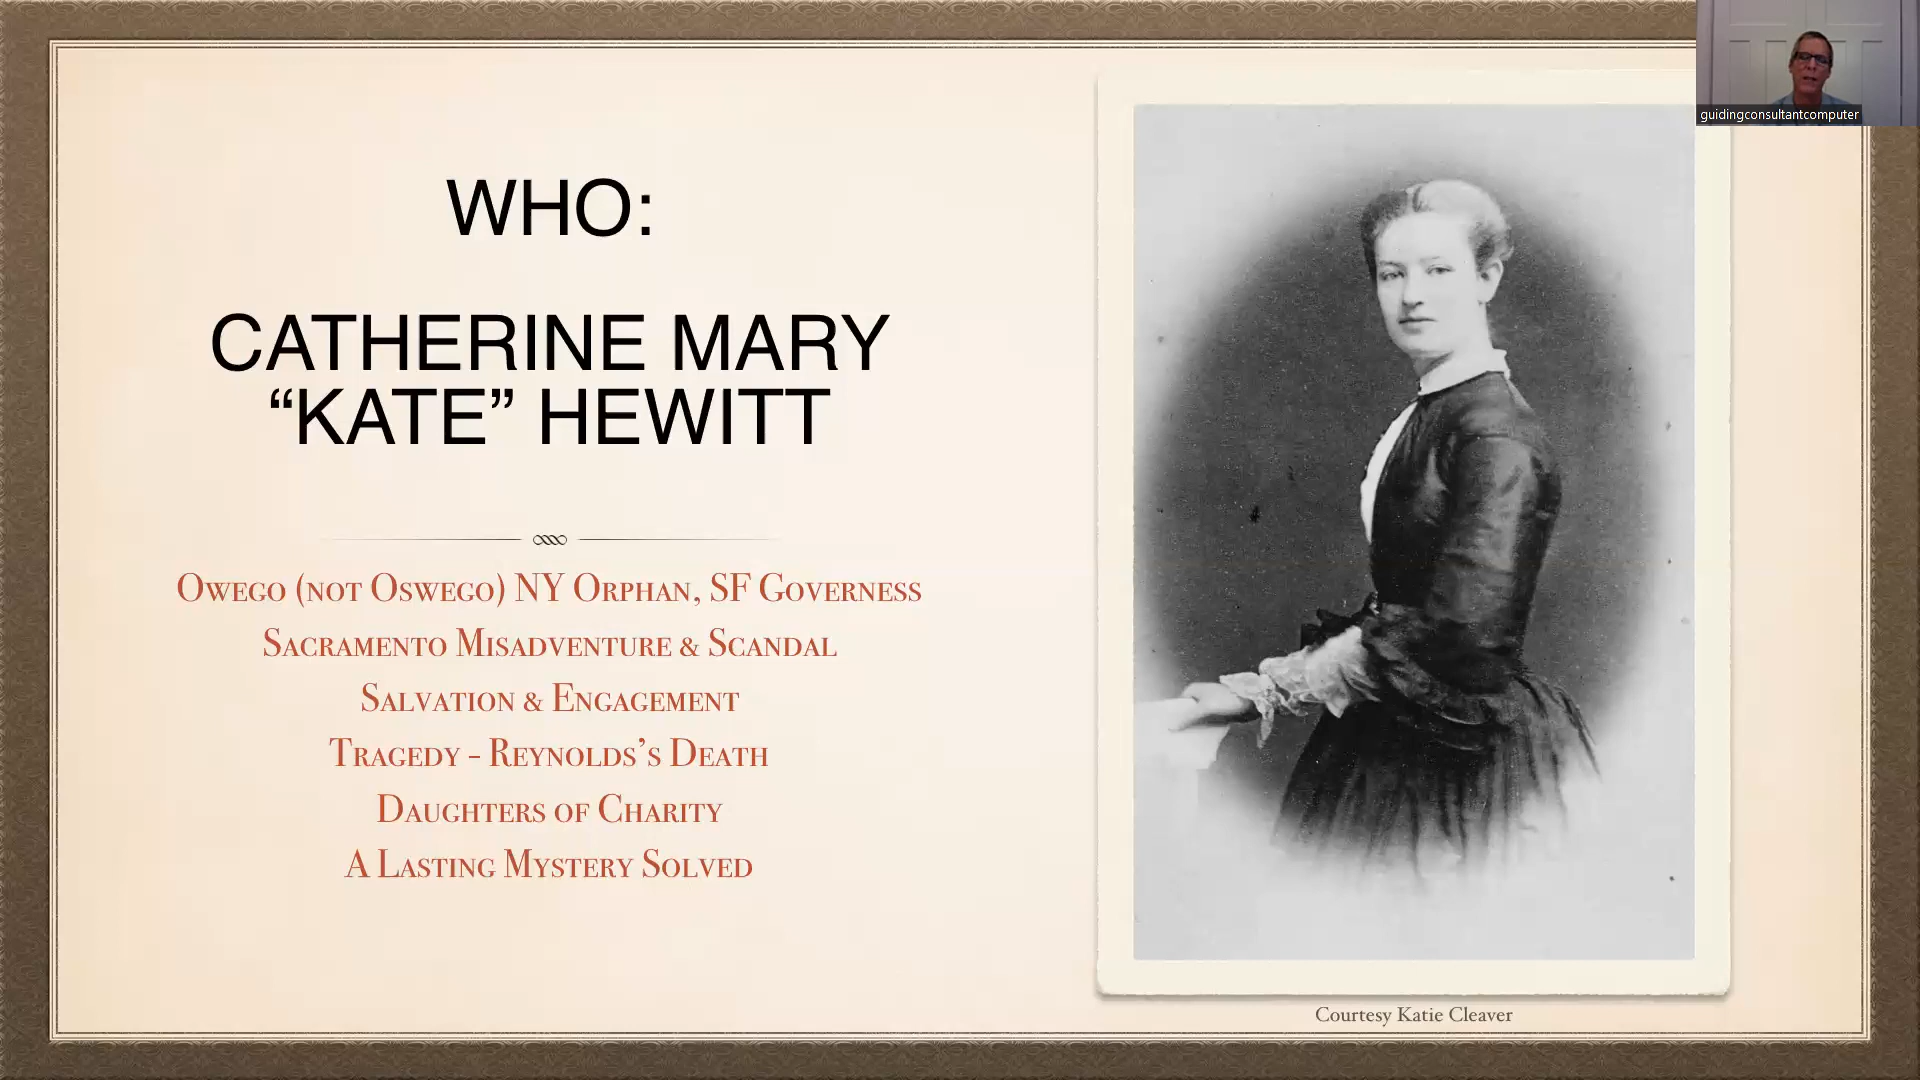 WHO:
CATHERINE MARY
“KATE” HEWITT
Owego (not Oswego) NY Orphan, SF Governess
Sacramento Misadventure & Scandal
Salvation & Engagement
Tragedy - Reynolds’s Death
Daughters of Charity
A Lasting Mystery Solved
guidingconsultantcomputer
Courtesy Katie Cleaver